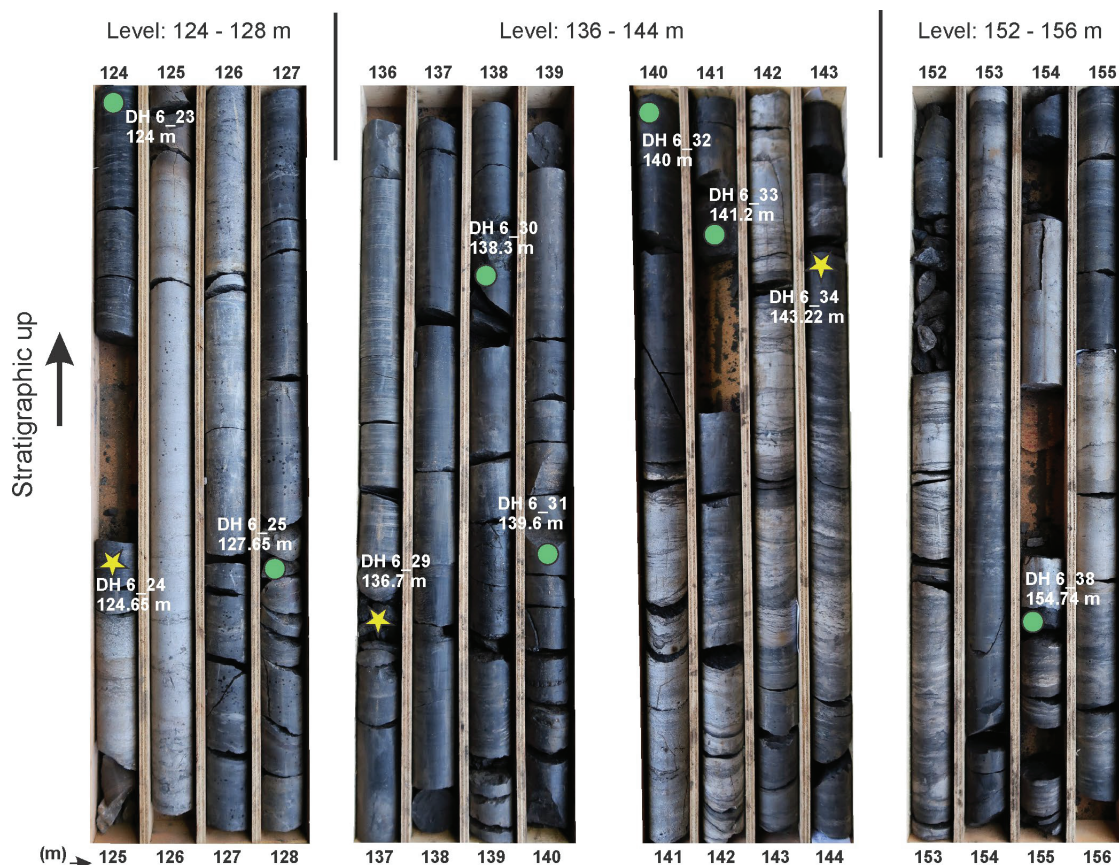 Level: 124 - 128 m
Level: 136 - 144 m
Level: 152 - 156 m
124 125 126 127
136 137 138 139
140 141 142 143
152 153 154 155
DH 6_23
124 m
DH 6_24
124.65 m
DH 6_25
127.65 m
DH 6_29
136.7 m
DH 6_30
138.3 m
DH 6_31
139.6 m
DH 6_32
140 m
DH 6_33
141.2 m
DH 6_34
143.22 m
DH 6_38
154.74 m
Stratigraphic up
(m)
125 126 127 128
137 138 139 140
141 142 143 144
153 154 155 156